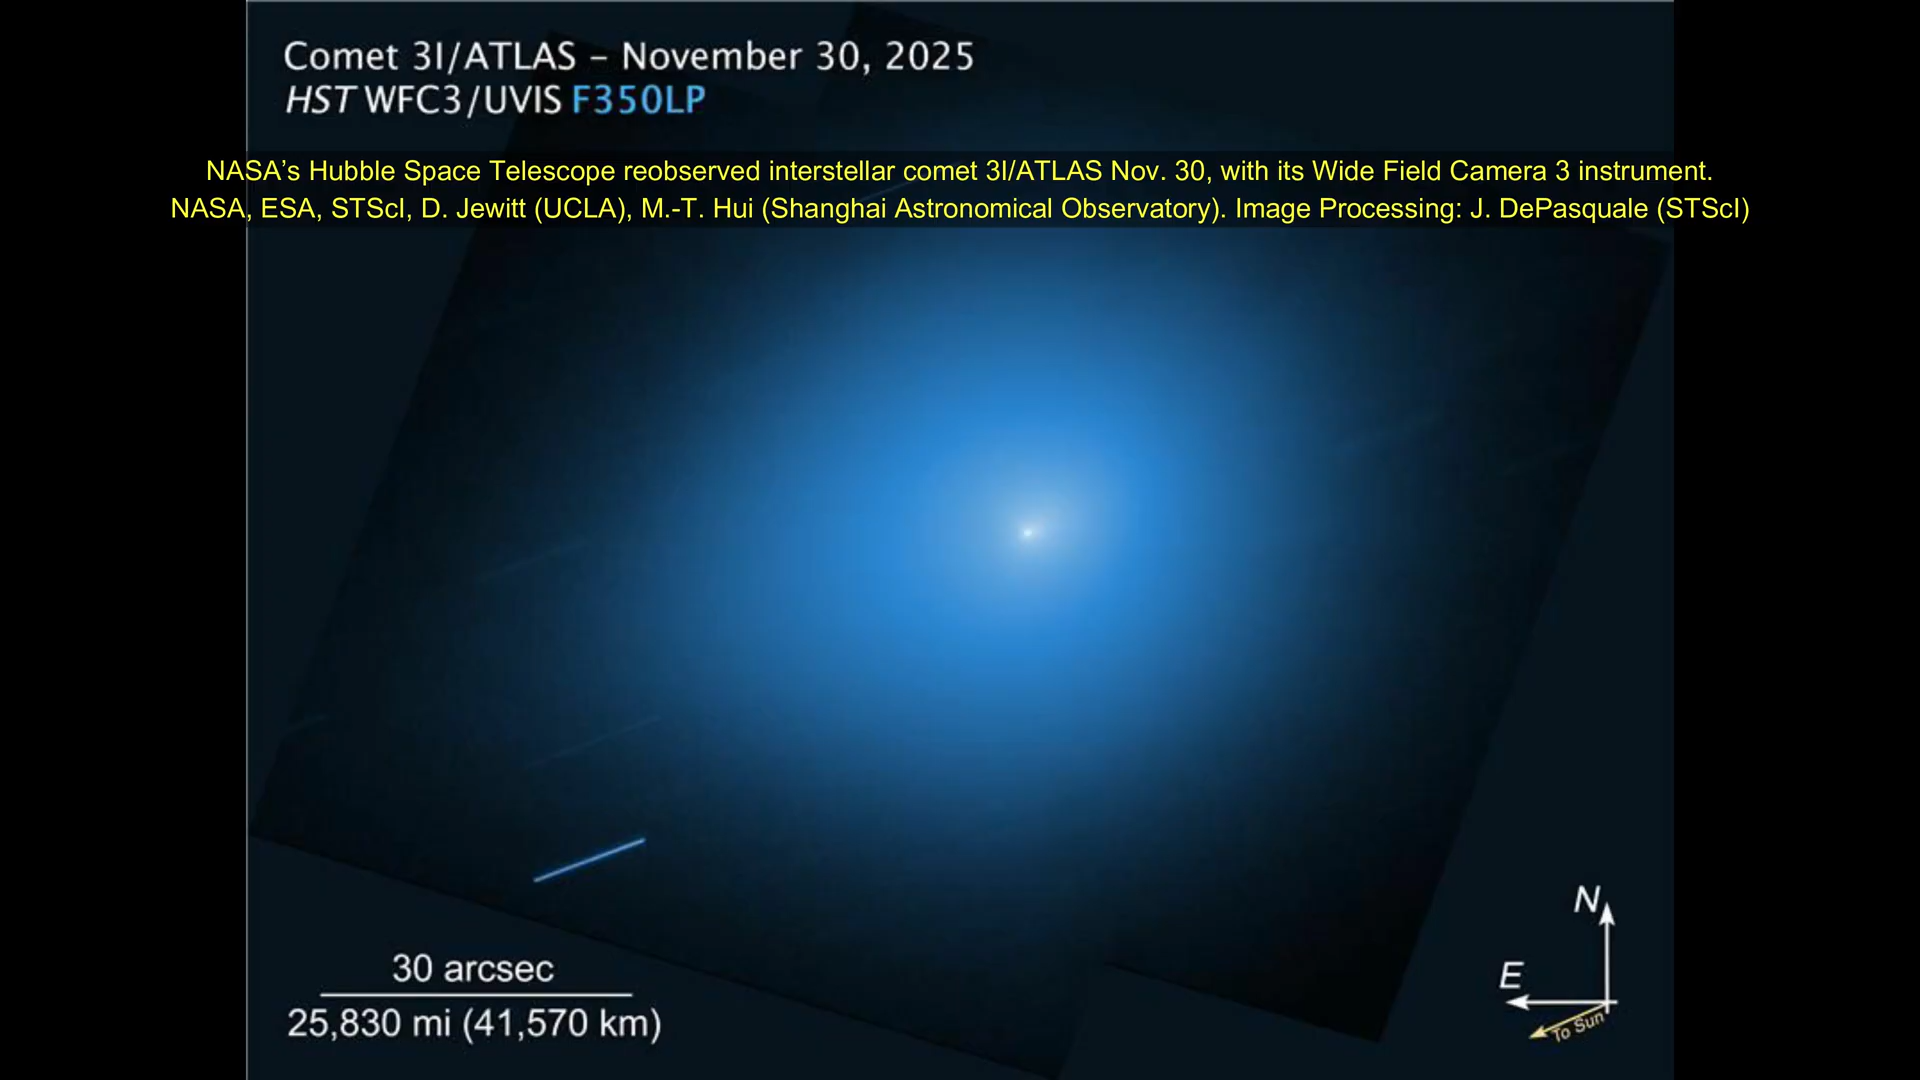 Comet 3I/ATLAS – November 30, 2025
HST WFC3/UVIS F350LP
NASA’s Hubble Space Telescope reobserved interstellar comet 3I/ATLAS Nov. 30, with its Wide Field Camera 3 instrument.
NASA, ESA, STScI, D. Jewitt (UCLA), M.-T. Hui (Shanghai Astronomical Observatory). Image Processing: J. DePasquale (STScI)
30 arcsec
25,830 mi (41,570 km)
N
E
To Sun